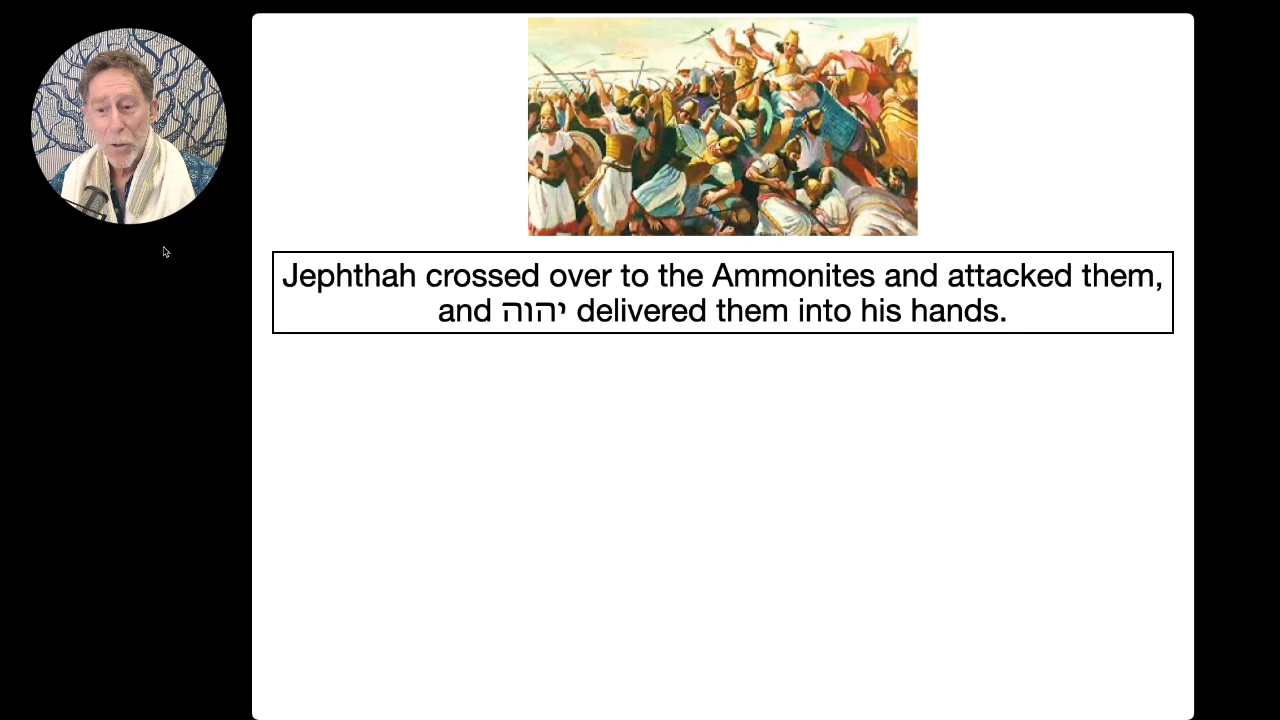 Jephthah crossed over to the Ammonites and attacked them,
and יהוה delivered them into his hands.